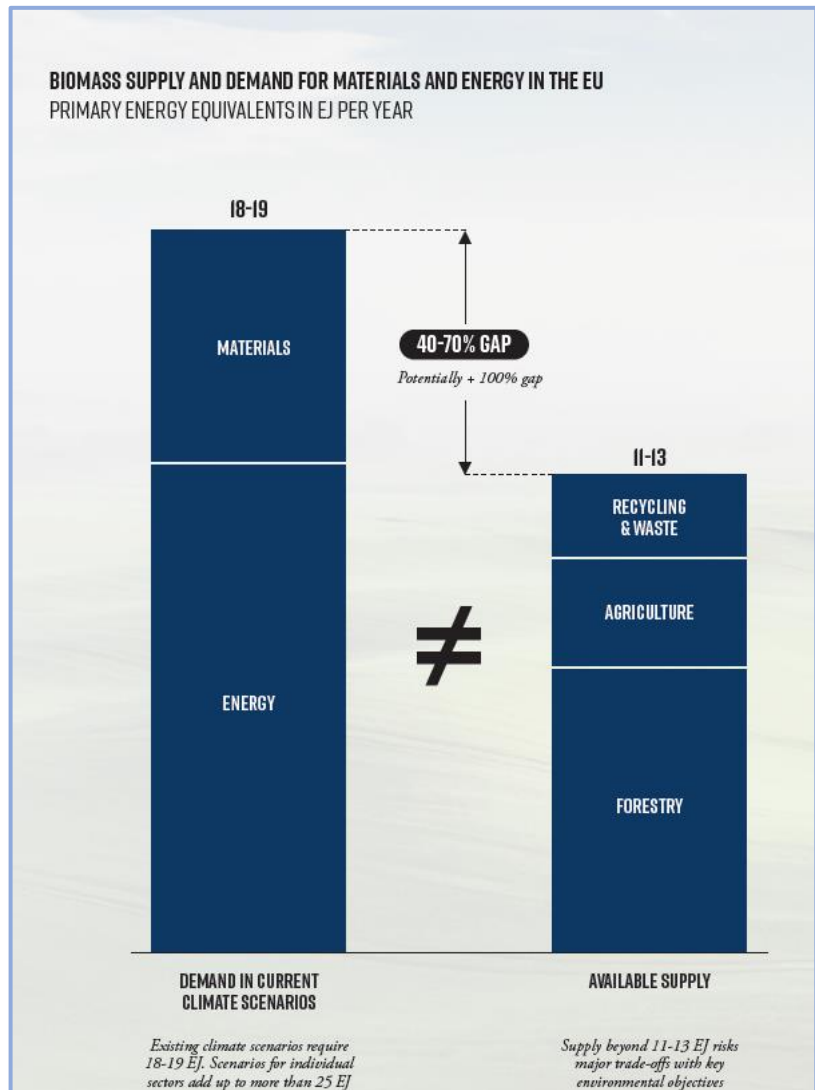 BIOMASS SUPPLY AND DEMAND FOR MATERIALS AND ENERGY IN THE EU
PRIMARY ENERGY EQUIVALENTS IN EJ PER YEAR
18-19
MATERIALS
ENERGY
40-70% GAP
Potentially + 100% gap
≠
11-13
RECYCLING
& WASTE
AGRICULTURE
FORESTRY
DEMAND IN CURRENT
CLIMATE SCENARIOS
Existing climate scenarios require
18-19 EJ. Scenarios for individual
sectors add up to more than 25 EJ
AVAILABLE SUPPLY
Supply beyond 11-13 EJ risks
major trade-offs with key
environmental objectives